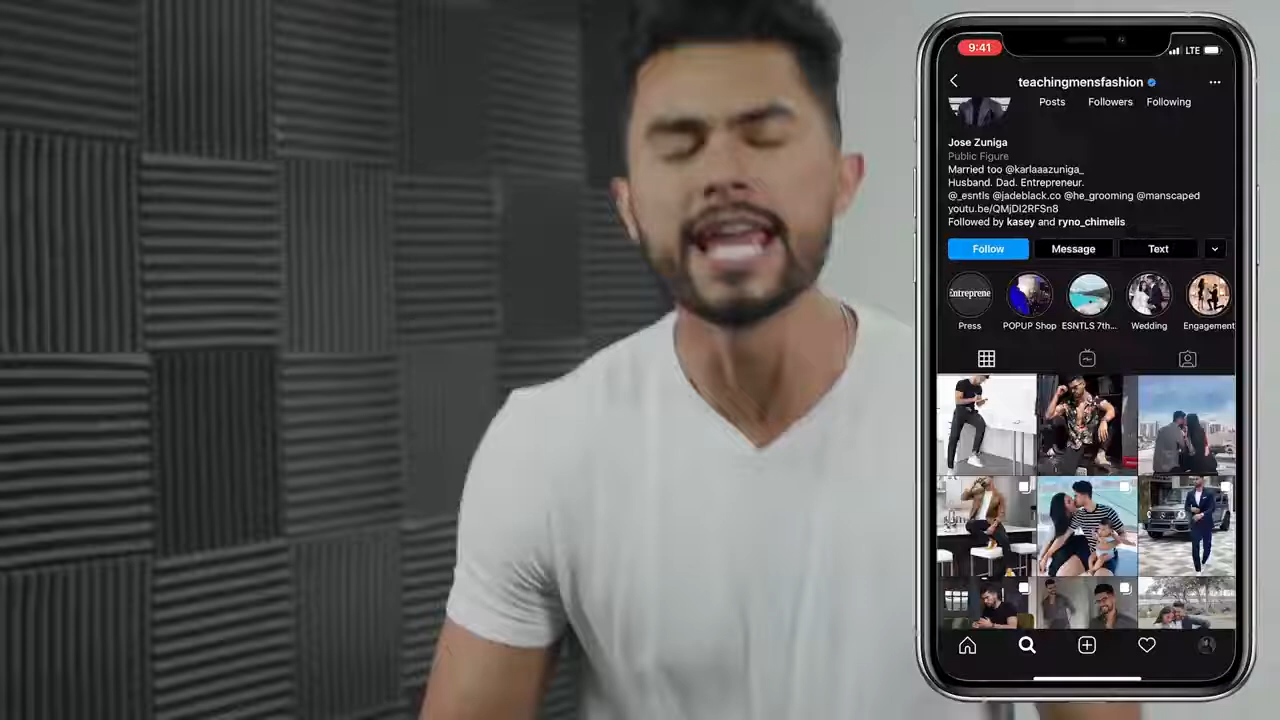 9:41
LTE
teachingmensfashion
Posts Followers Following
Jose Zuniga
Public Figure
Married too @karlaaazuniga_
Husband. Dad. Entrepreneur.
@_esntls @jadeblack.co @he_grooming @manscaped
youtu.be/QMjDI2RFSn8
Followed by kasey and ryno_chimelis
Follow Message Text
Entreprene
Press POPUP Shop ESNTLS 7th... Wedding Engagement